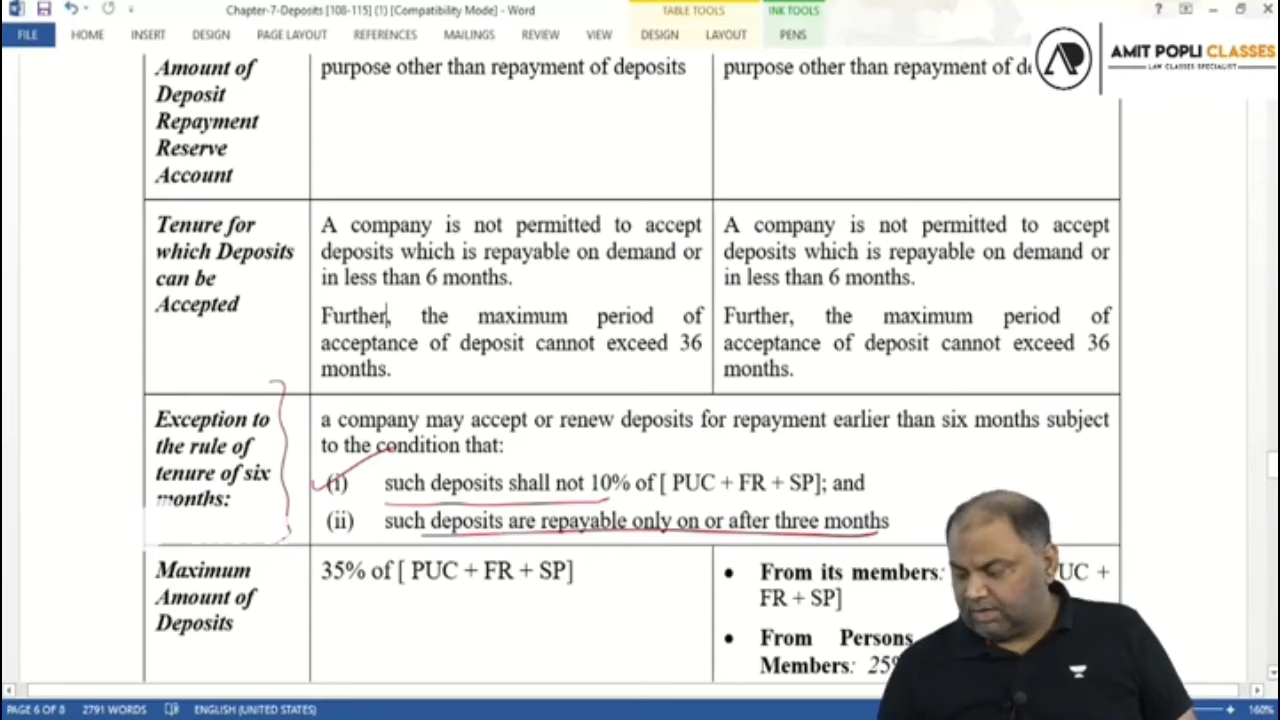 Chapter-7-Deposits [108-115] (1) [Compatibility Mode] - Word
TABLE TOOLS
INK TOOLS
FILE HOME INSERT DESIGN PAGE LAYOUT REFERENCES MAILINGS REVIEW VIEW DESIGN LAYOUT PENS
AMIT POPLI CLASSES
LAW CLASSES SPECIALIST
Amount of
Deposit
Repayment
Reserve
Account
purpose other than repayment of deposits
purpose other than repayment of
Tenure for
which Deposits
can be
Accepted
A company is not permitted to accept
deposits which is repayable on demand or
in less than 6 months.
Further, the maximum period of
acceptance of deposit cannot exceed 36
months.
A company is not permitted to accept
deposits which is repayable on demand or
in less than 6 months.
Further, the maximum period of
acceptance of deposit cannot exceed 36
months.
Exception to
the rule of
tenure of six
months:
a company may accept or renew deposits for repayment earlier than six months subject
to the condition that:
(i) such deposits shall not 10% of [ PUC + FR + SP]; and
(ii) such deposits are repayable only on or after three months
Maximum
Amount of
Deposits
35% of [ PUC + FR + SP]
• From its members: UC +
FR + SP]
• From Persons
Members: 25%
PAGE 6 OF 8 2791 WORDS ENGLISH (UNITED STATES) 160%